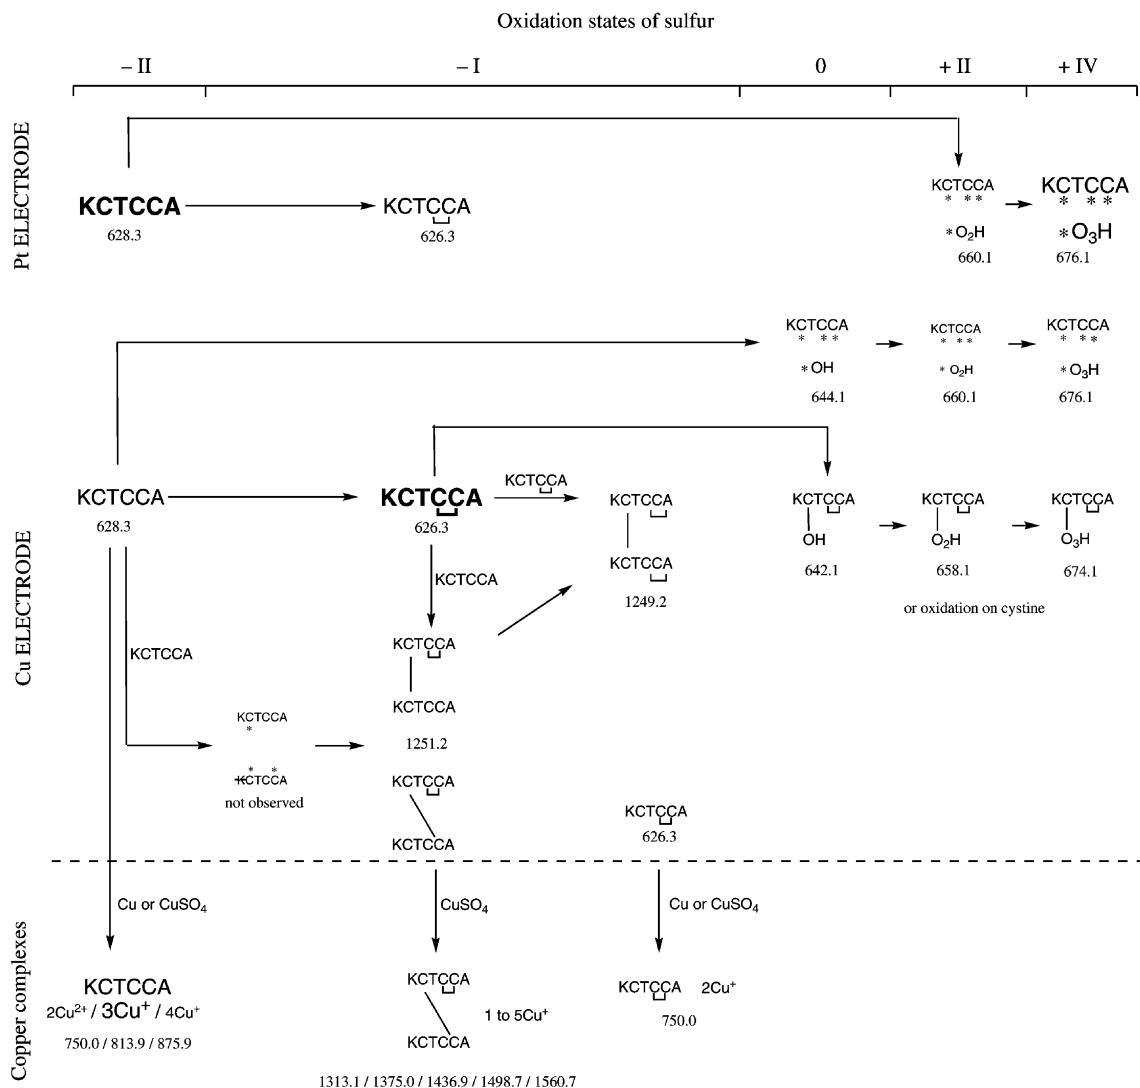 Oxidation states of sulfur
– II – I 0 + II + IV
Pt ELECTRODE
KCTCCA
628.3
KCTCCA
626.3
KCTCCA
* **
*O2H
660.1
KCTCCA
* * *
*O3H
676.1
Cu ELECTRODE
KCTCCA
* **
*OH
644.1
KCTCCA
* **
* O2H
660.1
KCTCCA
* **
*O3H
676.1
KCTCCA
628.3
KCTCCA
626.3
KCTCCA
KCTCCA
KCTCCA
1249.2
KCTCCA
OH
642.1
KCTCCA
O2H
658.1
KCTCCA
O3H
674.1
or oxidation on cystine
KCTCCA
KCTCCA
KCTCCA
KCTCCA
1251.2
KCTCCA
*
* *
KCTCCA
not observed
KCTCCA
KCTCCA
KCTCCA
626.3
Copper complexes
Cu or CuSO4
CuSO4
Cu or CuSO4
KCTCCA
2Cu2+ / 3Cu+ / 4Cu+
750.0 / 813.9 / 875.9
KCTCCA
KCTCCA
1 to 5Cu+
1313.1 / 1375.0 / 1436.9 / 1498.7 / 1560.7
KCTCCA 2Cu+
750.0